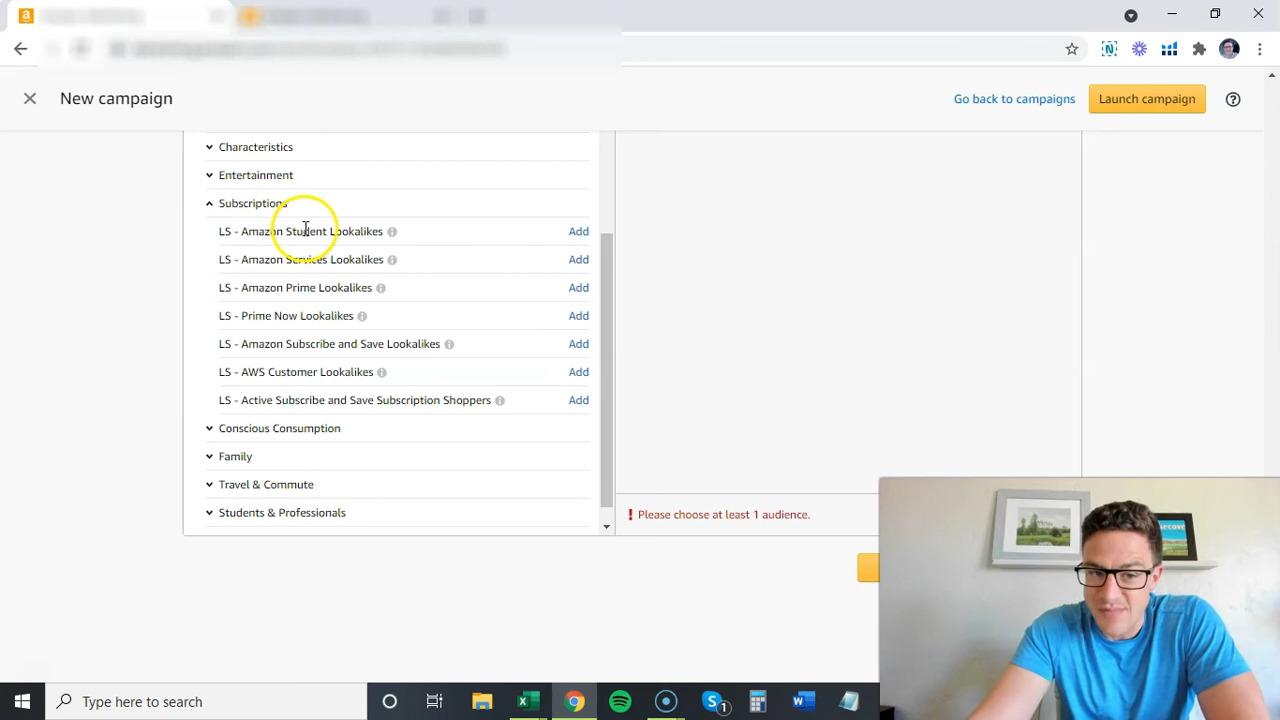 New campaign
Go back to campaigns
Launch campaign
Characteristics
Entertainment
Subscriptions
LS - Amazon Student Lookalikes
Add
LS - Amazon Services Lookalikes
Add
LS - Amazon Prime Lookalikes
Add
LS - Prime Now Lookalikes
Add
LS - Amazon Subscribe and Save Lookalikes
Add
LS - AWS Customer Lookalikes
Add
LS - Active Subscribe and Save Subscription Shoppers
Add
Conscious Consumption
Family
Travel & Commute
Students & Professionals
Please choose at least 1 audience.
Type here to search
1